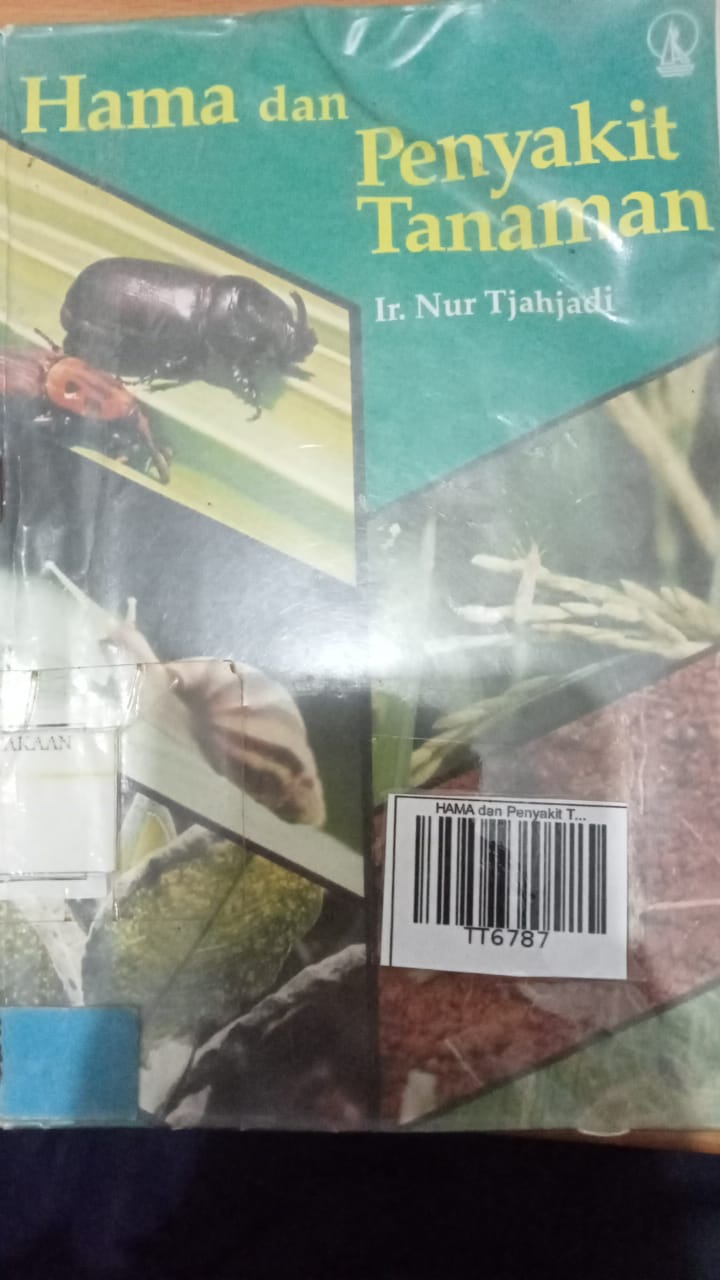 Hama dan
Penyakit
Tanaman
Ir. Nur Tjahjadi
AKAAN
HAMA dan Penyakit T...
TT6787